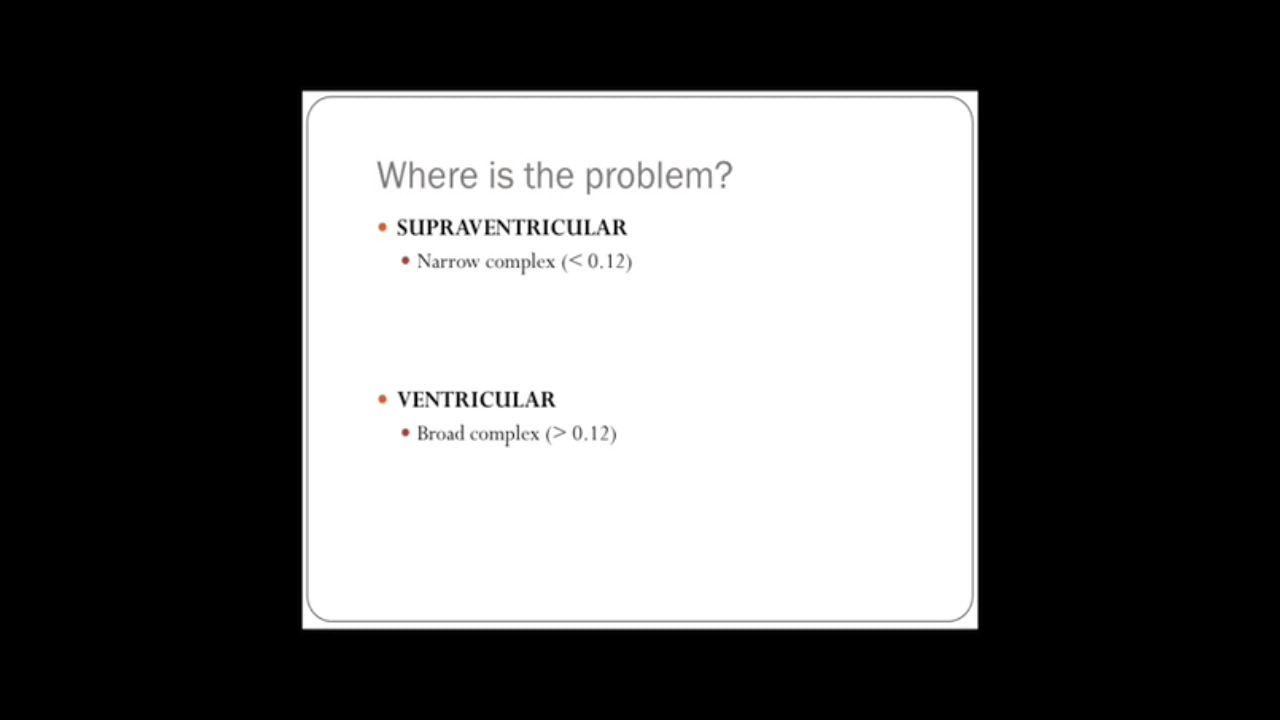 Where is the problem?
• SUPRAVENTRICULAR
• Narrow complex (< 0.12)
• VENTRICULAR
• Broad complex (> 0.12)